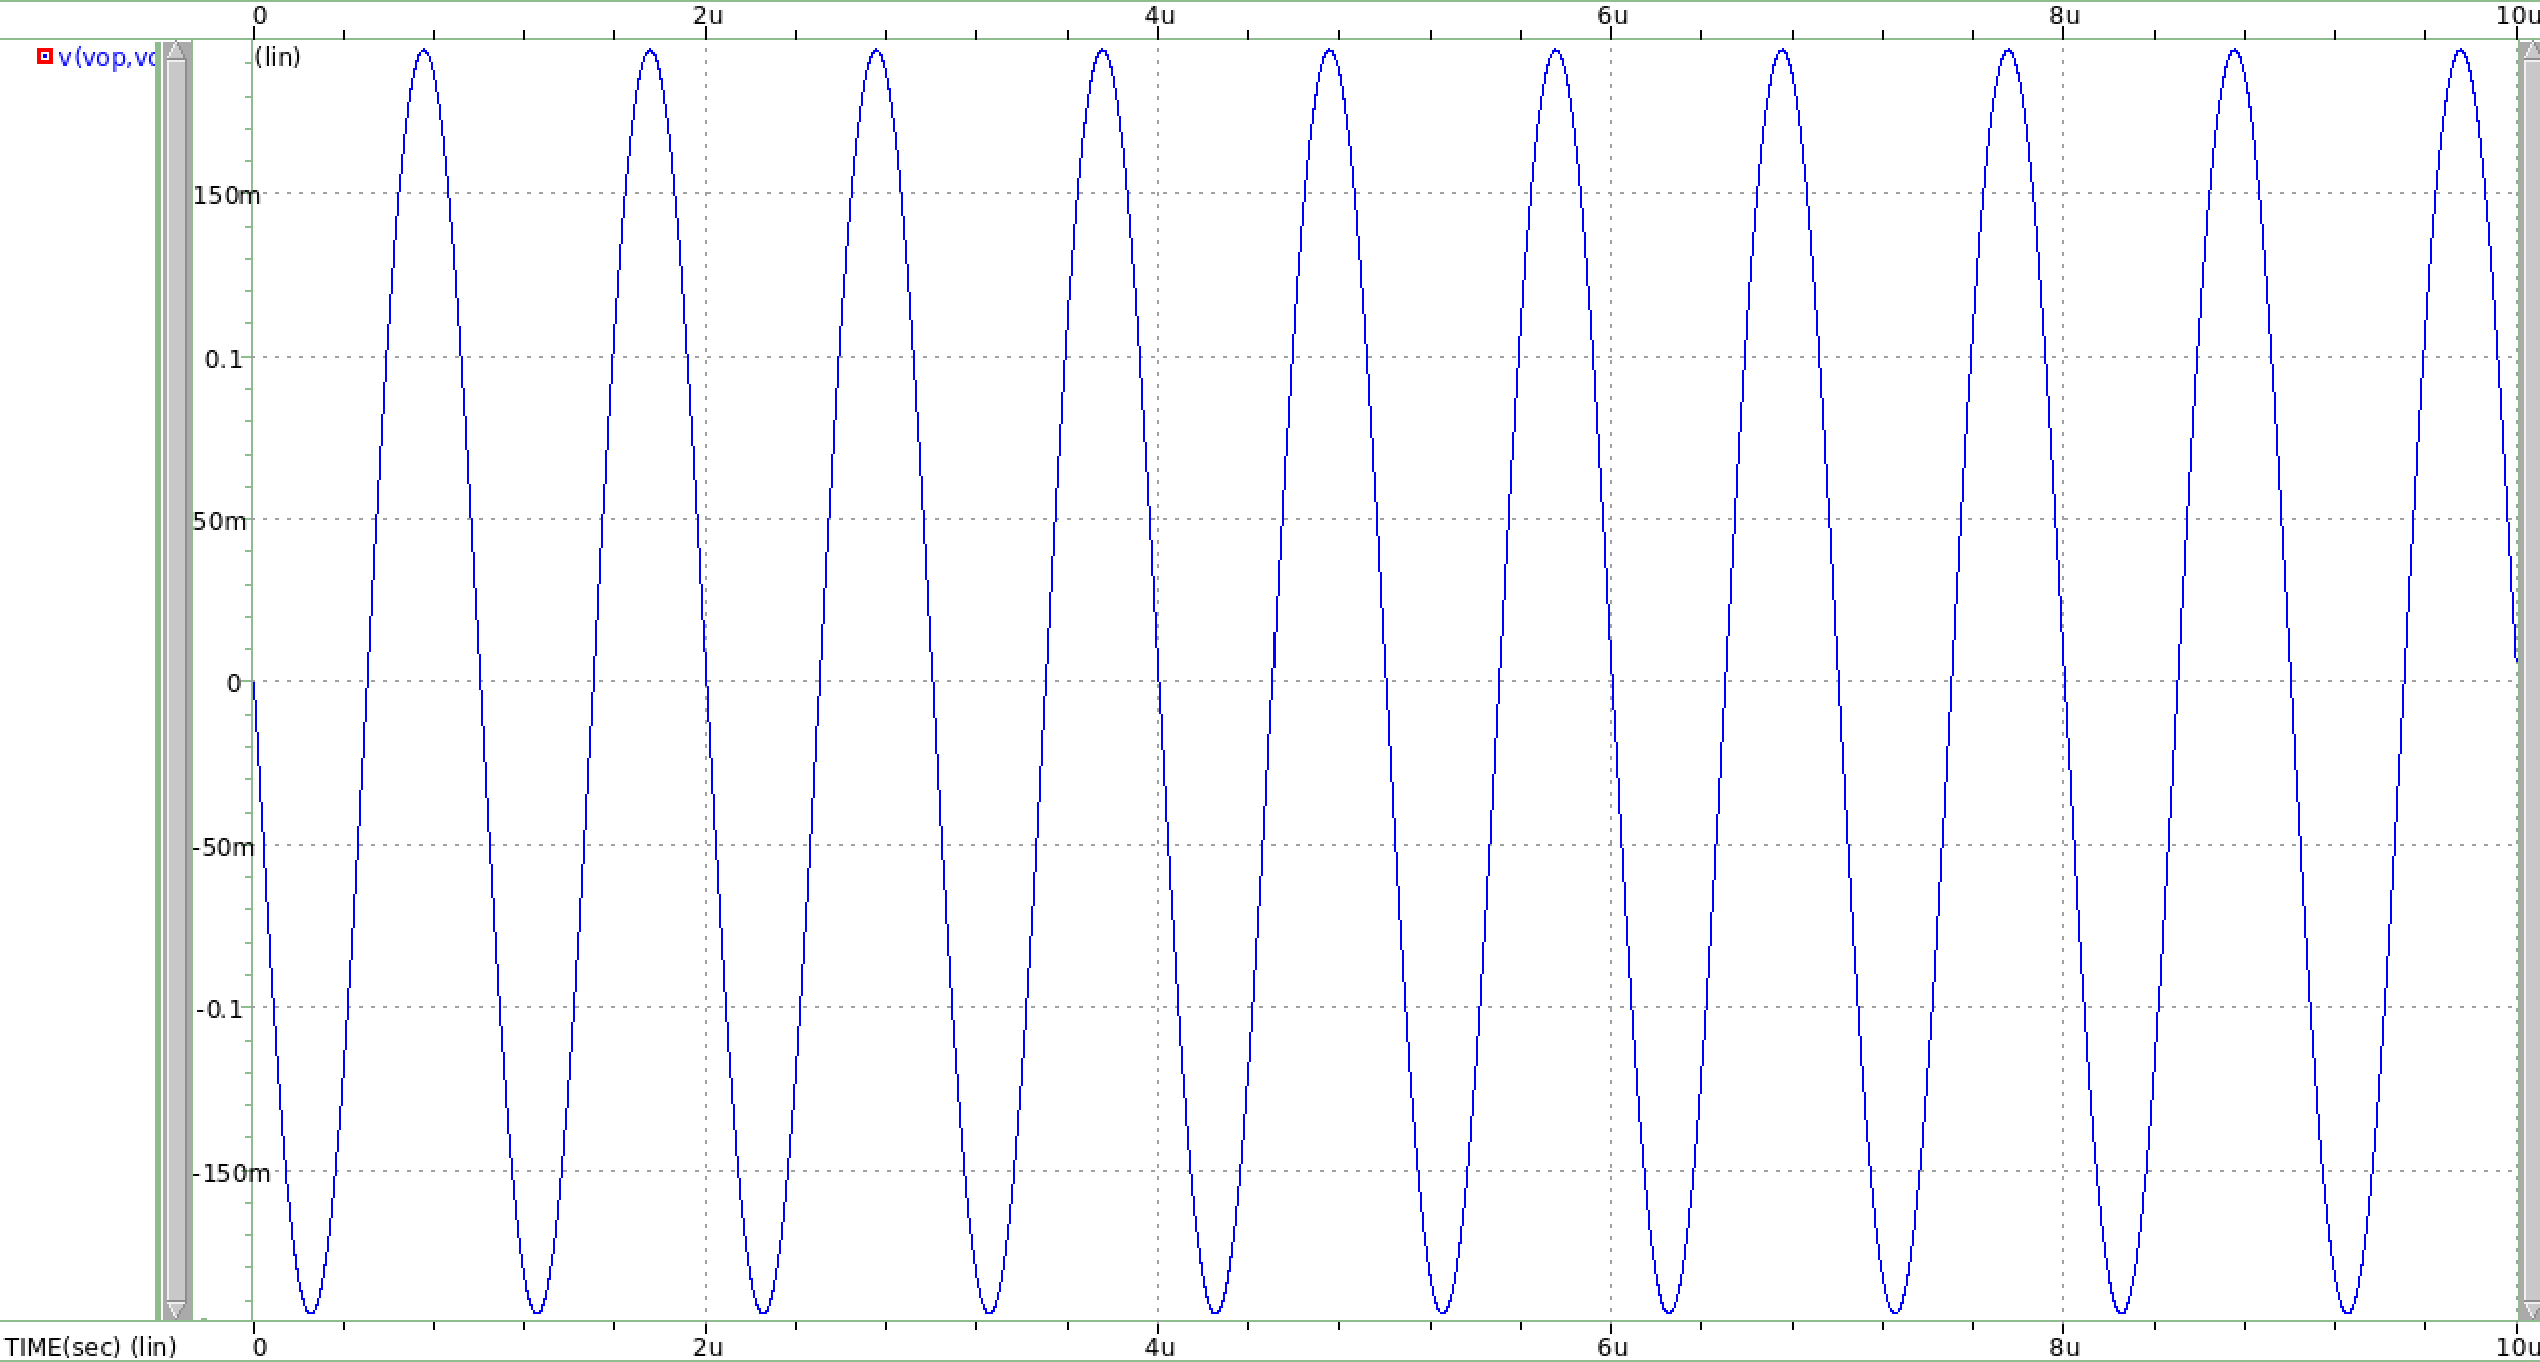 0 2u 4u 6u 8u 10u
v(vop,vo
(lin)
150m
0.1
50m
0
-50m
-0.1
-150m
TIME(sec) (lin) 0 2u 4u 6u 8u 10u